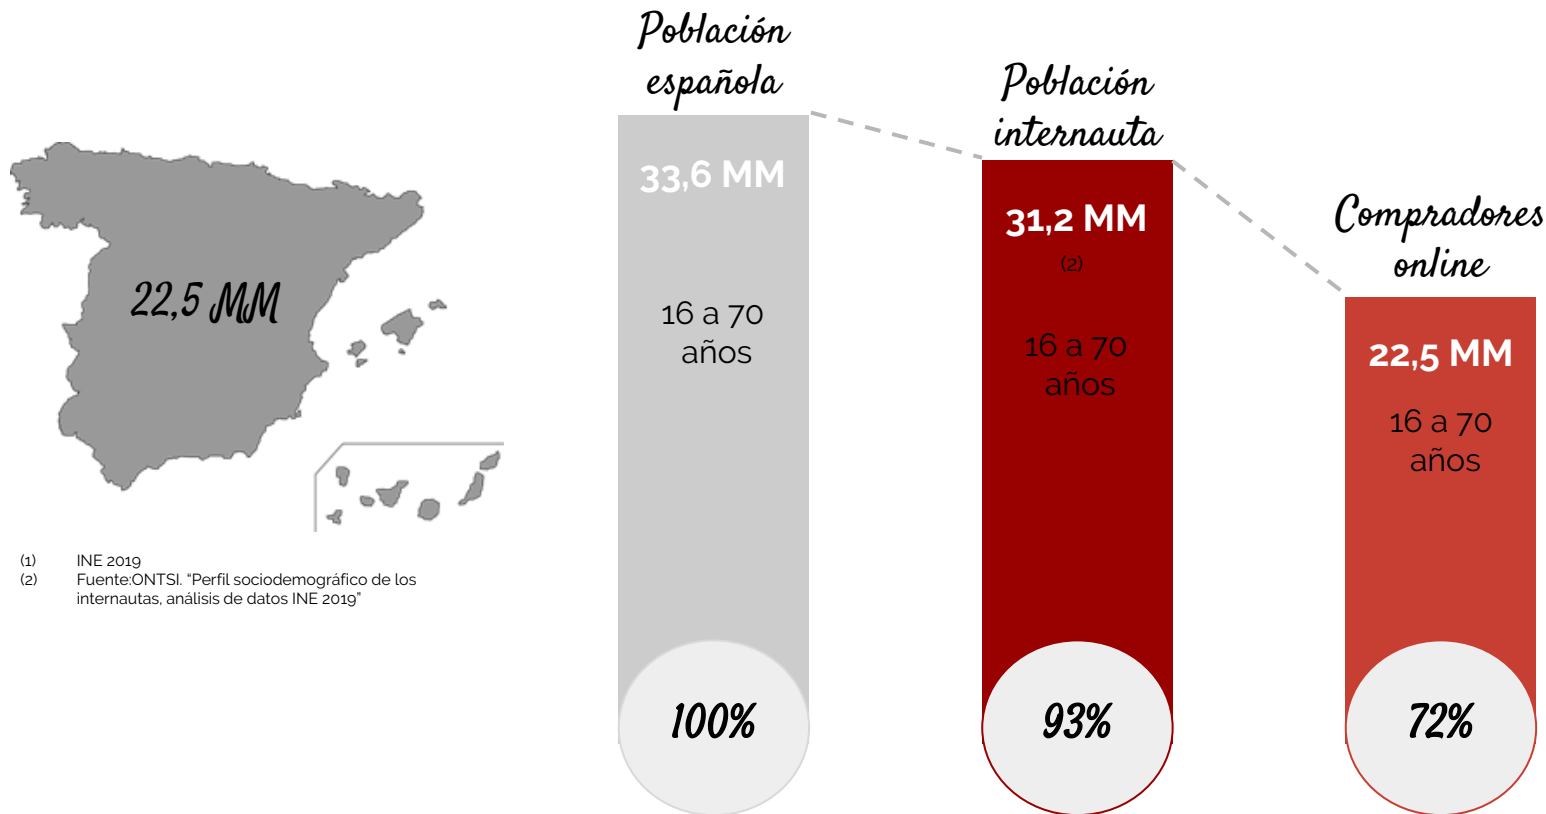 22,5 MM
(1) INE 2019
(2) Fuente:ONTSI. “Perfil sociodemográfico de los
internautas, análisis de datos INE 2019”
Población
española
33,6 MM
16 a 70
años
100%
Población
internauta
31,2 MM
(2)
16 a 70
años
93%
Compradores
online
22,5 MM
16 a 70
años
72%